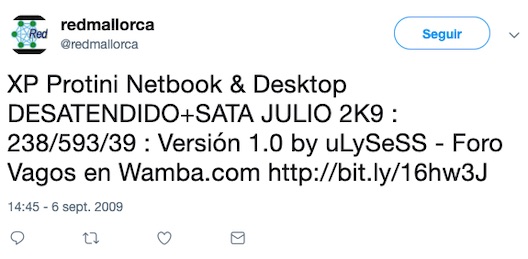 Red
redmallorca
@redmallorca
Seguir
XP Protini Netbook & Desktop
DESATENDIDO+SATA JULIO 2K9 :
238/593/39 : Versión 1.0 by uLySeSS - Foro
Vagos en Wamba.com http://bit.ly/16hw3J
14:45 - 6 sept. 2009